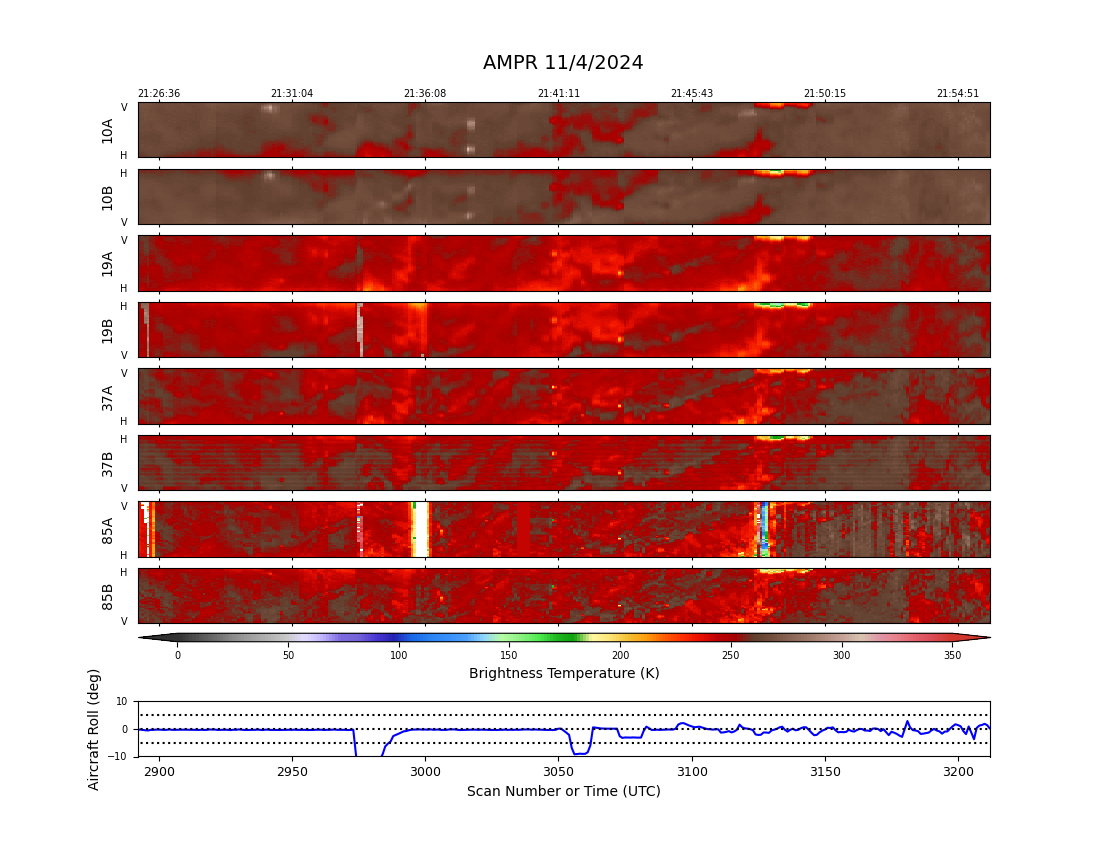 AMPR 11/4/2024
21:26:36 21:31:04 21:36:08 21:41:11 21:45:43 21:50:15 21:54:51
V
10A
H
H
10B
V
V
19A
H
H
19B
V
V
37A
H
H
37B
V
V
85A
H
H
85B
V
0 50 100 150 200 250 300 350
Brightness Temperature (K)
Aircraft Roll (deg)
10
0
−10
2900 2950 3000 3050 3100 3150 3200
Scan Number or Time (UTC)